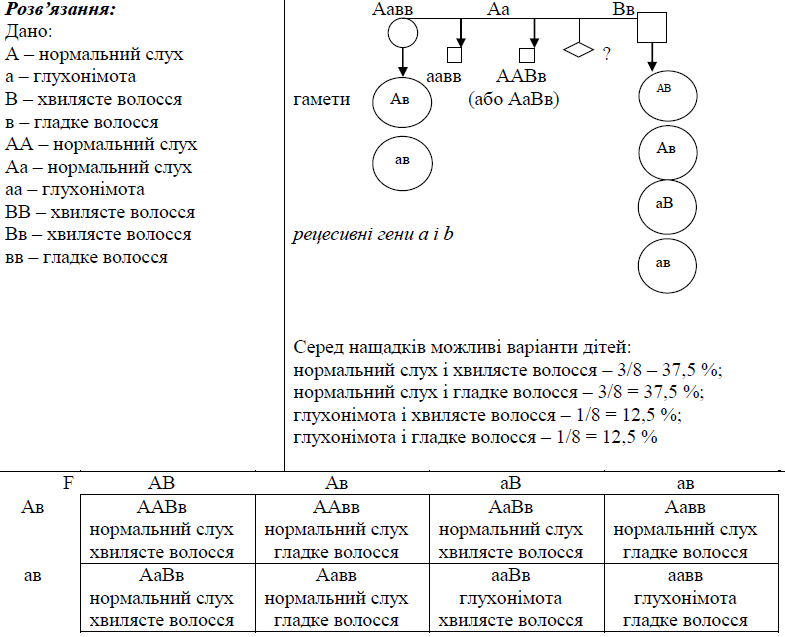 Розв’язання:
Дано:
А – нормальний слух
а – глухонімота
В – хвилясте волосся
в – гладке волосся
АА – нормальний слух
Аа – нормальний слух
аа – глухонімота
ВВ – хвилясте волосся
Вв – хвилясте волосся
вв – гладке волосся
Аавв Аа Вв
?
аавв ААВв
гамети Ав (або АаВв) АВ
ав Ав
аВ
рецесивні гени a і b
ав
Серед нащадків можливі варіанти дітей:
нормальний слух і хвилясте волосся – 3/8 – 37,5 %;
нормальний слух і гладке волосся – 3/8 = 37,5 %;
глухонімота і хвилясте волосся – 1/8 = 12,5 %;
глухонімота і гладке волосся – 1/8 = 12,5 %
F АВ Ав аВ ав
Ав ААВв ААвв АаВв Аавв
нормальний слух нормальний слух нормальний слух нормальний слух
хвилясте волосся гладке волосся хвилясте волосся гладке волосся
ав АаВв Аавв ааВв аавв
нормальний слух нормальний слух глухонімота глухонімота
хвилясте волосся гладке волосся хвилясте волосся гладке волосся